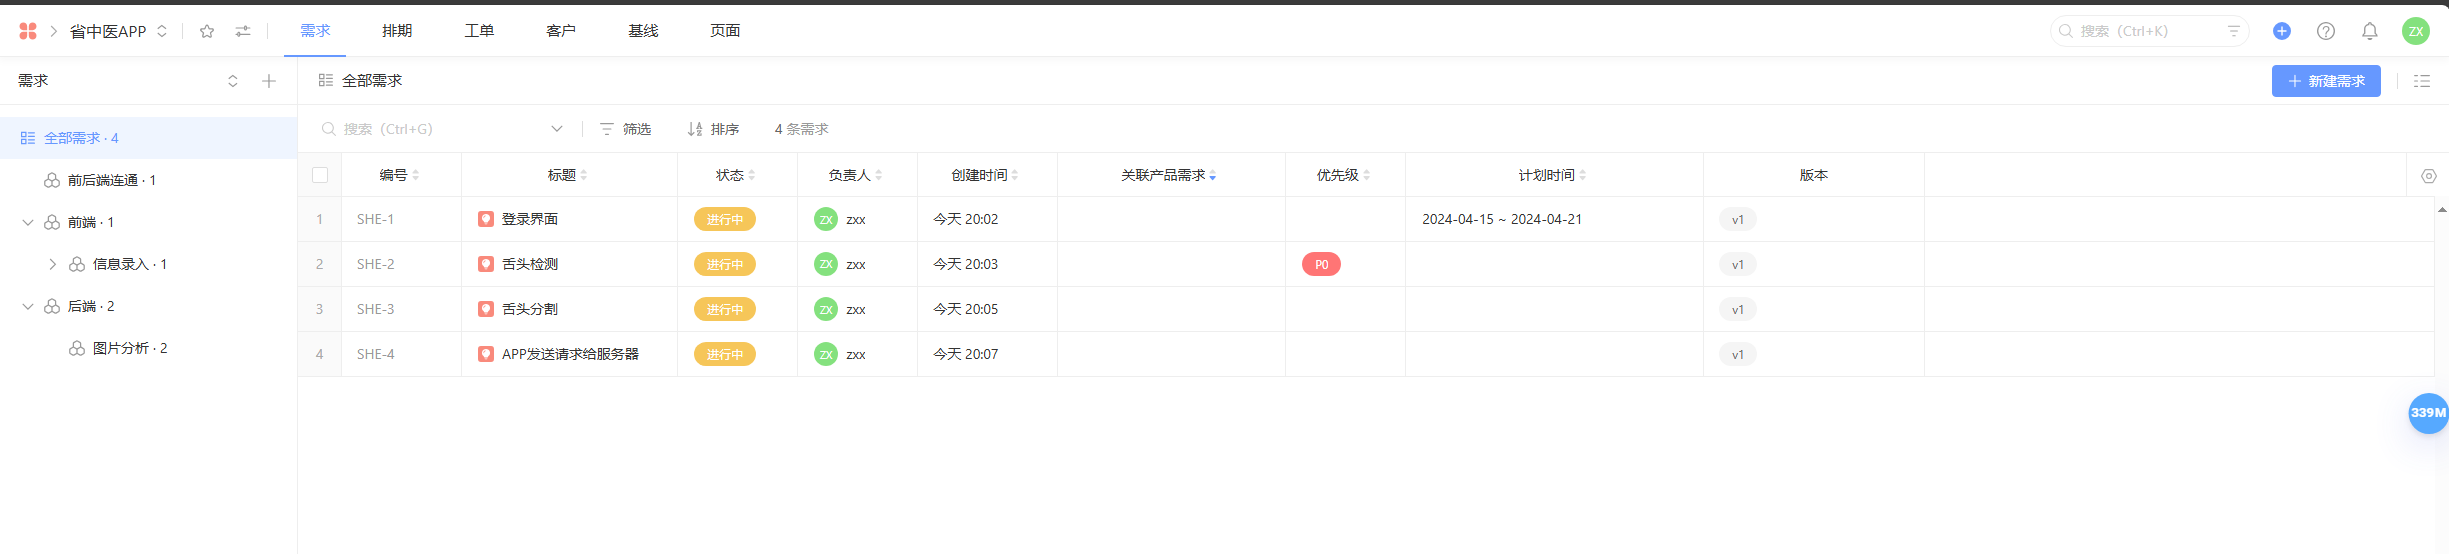 省中医APP 需求 排期 工单 客户 基线 页面 搜索（Ctrl+K） ZX
需求 全部需求 新建需求
全部需求 · 4
前后端连通 · 1
前端 · 1
信息录入 · 1
后端 · 2
图片分析 · 2
搜索（Ctrl+G） 筛选 排序 4 条需求
编号 标题 状态 负责人 创建时间 关联产品需求 优先级 计划时间 版本
1 SHE-1 登录界面 进行中 ZX zxx 今天 20:02 2024-04-15 ~ 2024-04-21 v1
2 SHE-2 舌头检测 进行中 ZX zxx 今天 20:03 P0 v1
3 SHE-3 舌头分割 进行中 ZX zxx 今天 20:05 v1
4 SHE-4 APP发送请求给服务器 进行中 ZX zxx 今天 20:07 v1
339M